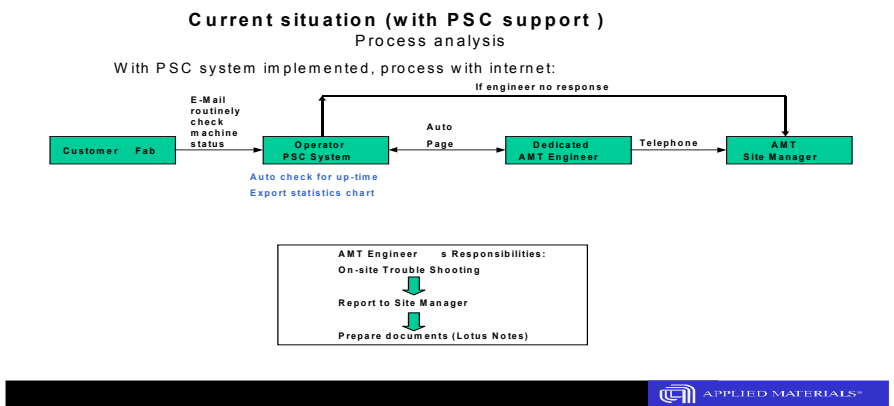 Current situation (with PSC support )
Process analysis
With PSC system implemented, process with internet:
If engineer no response
E-Mail
routinely
check
machine
status
Auto
Page
Customer Fab
Operator
PSC System
Dedicated
AMT Engineer
Telephone
AMT
Site Manager
Auto check for up-time
Export statistics chart
AMT Engineer s Responsibilities:
On-site Trouble Shooting
Report to Site Manager
Prepare documents (Lotus Notes)
APPLIED MATERIALS®